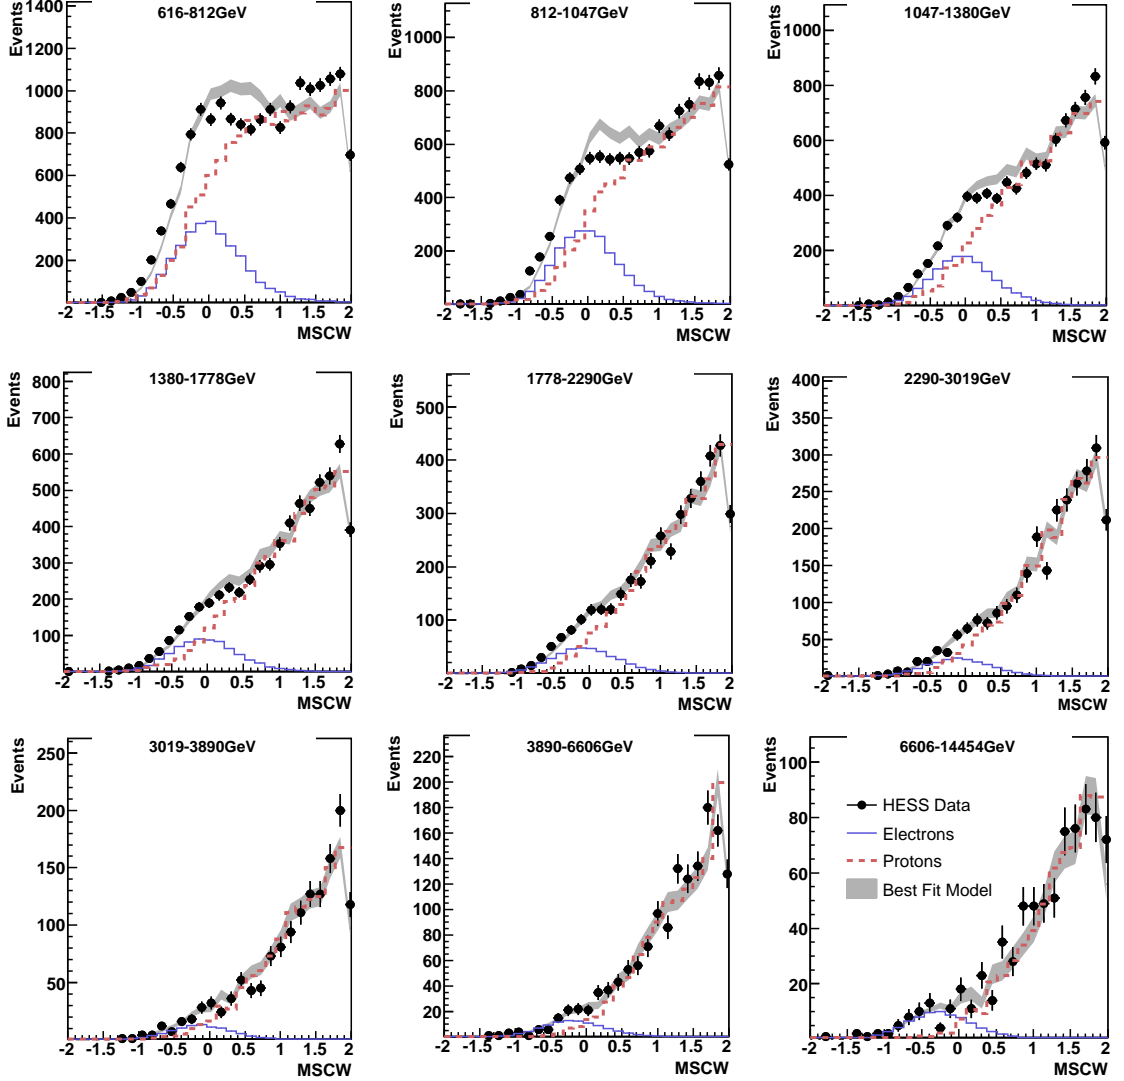 616-812GeV
Events
1400
1200
1000
800
600
400
200
-2 -1.5 -1 -0.5 0 0.5 1 1.5 2
MSCW
812-1047GeV
Events
1000
800
600
400
200
-2 -1.5 -1 -0.5 0 0.5 1 1.5 2
MSCW
1047-1380GeV
Events
1000
800
600
400
200
-2 -1.5 -1 -0.5 0 0.5 1 1.5 2
MSCW
1380-1778GeV
Events
800
700
600
500
400
300
200
100
-2 -1.5 -1 -0.5 0 0.5 1 1.5 2
MSCW
1778-2290GeV
Events
500
400
300
200
100
-2 -1.5 -1 -0.5 0 0.5 1 1.5 2
MSCW
2290-3019GeV
Events
400
350
300
250
200
150
100
50
-2 -1.5 -1 -0.5 0 0.5 1 1.5 2
MSCW
3019-3890GeV
Events
250
200
150
100
50
-2 -1.5 -1 -0.5 0 0.5 1 1.5 2
MSCW
3890-6606GeV
Events
220
200
180
160
140
120
100
80
60
40
20
-2 -1.5 -1 -0.5 0 0.5 1 1.5 2
MSCW
6606-14454GeV
Events
100
80
60
40
20
HESS Data
Electrons
Protons
Best Fit Model
-2 -1.5 -1 -0.5 0 0.5 1 1.5 2
MSCW